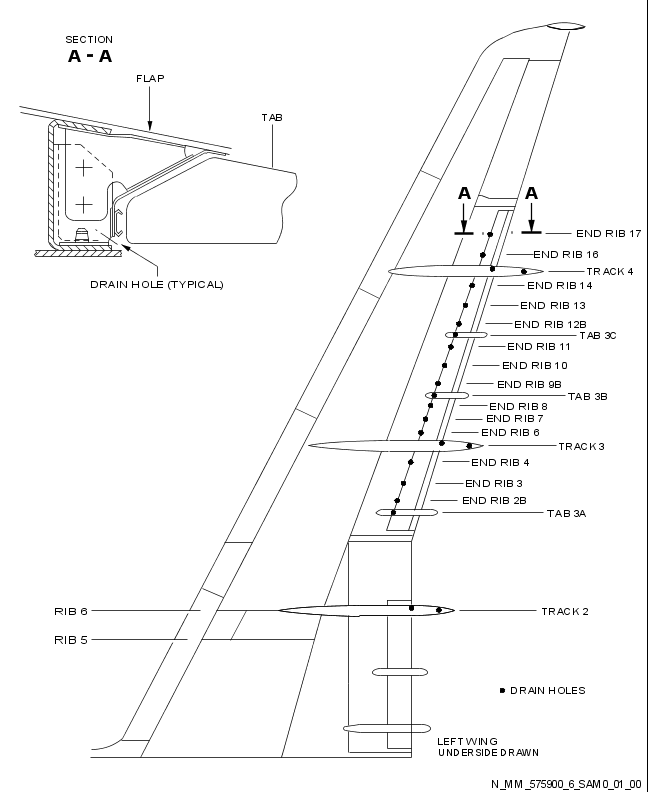 SECTION
A - A
FLAP
TAB
DRAIN HOLE (TYPICAL)
A A
END RIB 17
END RIB 16
TRACK 4
END RIB 14
END RIB 13
END RIB 12B
TAB 3C
END RIB 11
END RIB 10
END RIB 9B
TAB 3B
END RIB 8
END RIB 7
END RIB 6
TRACK 3
END RIB 4
END RIB 3
END RIB 2B
TAB 3A
RIB 6
TRACK 2
RIB 5
DRAIN HOLES
LEFT WING
UNDERSIDE DRAWN
N_MM_575900_6_SAM0_01_00